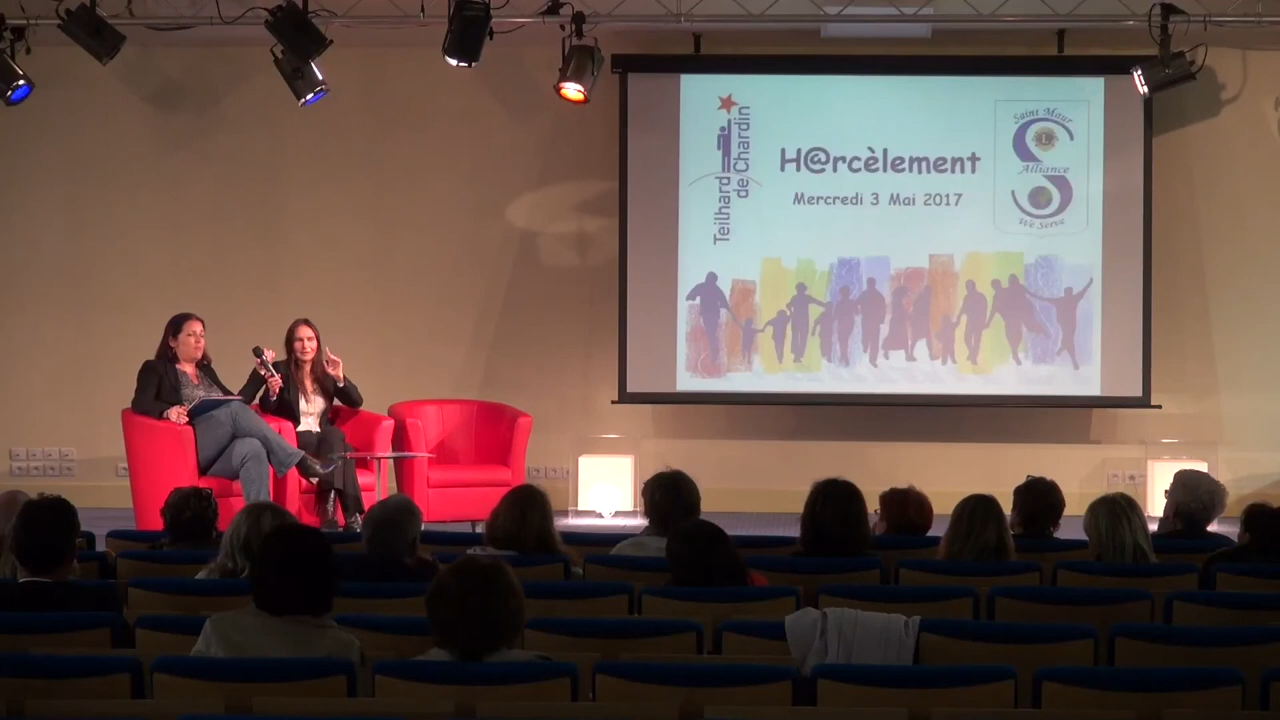 Teilhard
de Chardin
H@rcèlement
Mercredi 3 Mai 2017
Saint Maur
L
Alliance
We Serve